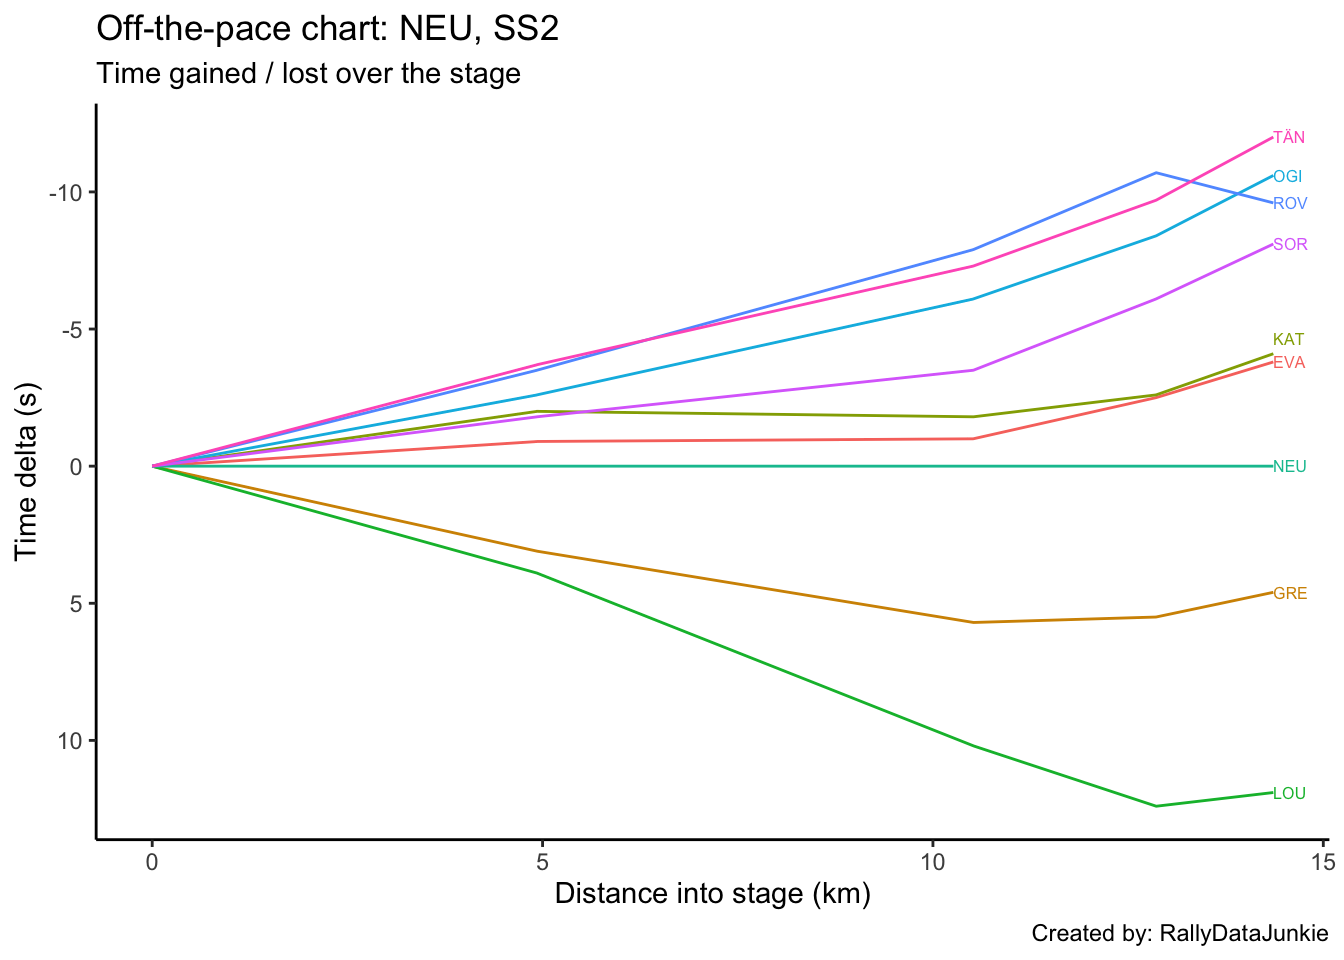 Off-the-pace chart: NEU, SS2
Time gained / lost over the stage
TÄN
OGI
ROV
SOR
KAT
EVA
NEU
GRE
LOU
-10
-5
0
5
10
Time delta (s)
0 5 10 15
Distance into stage (km)
Created by: RallyDataJunkie